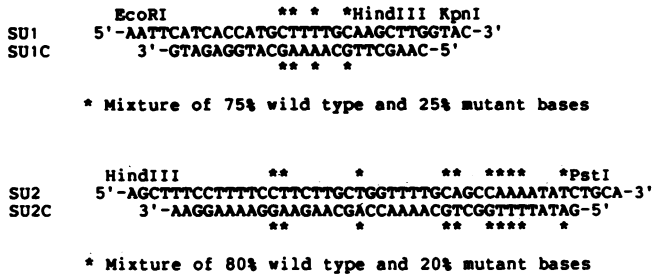 EcoRI ** * *HindIII KpnI
SU1 5'-AATTCATCACCATGCTTTTGCAAGCTTGGTAC-3'
SU1C 3'-GTAGAGGTACGAAAACGTTCGAAC-5'
** * *
* Mixture of 75% wild type and 25% mutant bases
HindIII ** * ** **** *PstI
SU2 5'-AGCTTTCCTTTTCCTTCTTGCTGGTTTTGCAGCCAAAATATCTGCA-3'
SU2C 3'-AAGGAAAAGGAAGAACGACCAAAACGTCGGTTTTATAG-5'
** * ** **** *
* Mixture of 80% wild type and 20% mutant bases